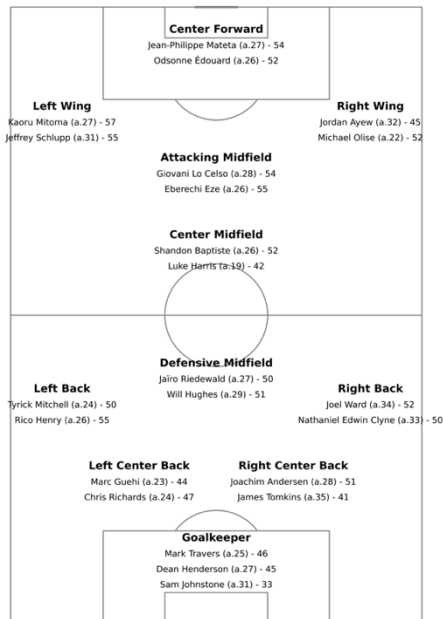 Center Forward
Jean-Philippe Mateta (a.27) - 54
Odsonne Édouard (a.26) - 52
Left Wing
Kaoru Mitoma (a.27) - 57
Jeffrey Schlupp (a.31) - 55
Right Wing
Jordan Ayew (a.32) - 45
Michael Olise (a.22) - 52
Attacking Midfield
Giovani Lo Celso (a.28) - 54
Eberechi Eze (a.26) - 55
Center Midfield
Shandon Baptiste (a.26) - 52
Luke Harris (a.19) - 42
Defensive Midfield
Jaïro Riedewald (a.27) - 50
Will Hughes (a.29) - 51
Left Back
Tyrick Mitchell (a.24) - 50
Rico Henry (a.26) - 55
Right Back
Joel Ward (a.34) - 52
Nathaniel Edwin Clyne (a.33) - 50
Left Center Back
Marc Guehi (a.23) - 44
Chris Richards (a.24) - 47
Right Center Back
Joachim Andersen (a.28) - 51
James Tomkins (a.35) - 41
Goalkeeper
Mark Travers (a.25) - 46
Dean Henderson (a.27) - 45
Sam Johnstone (a.31) - 33